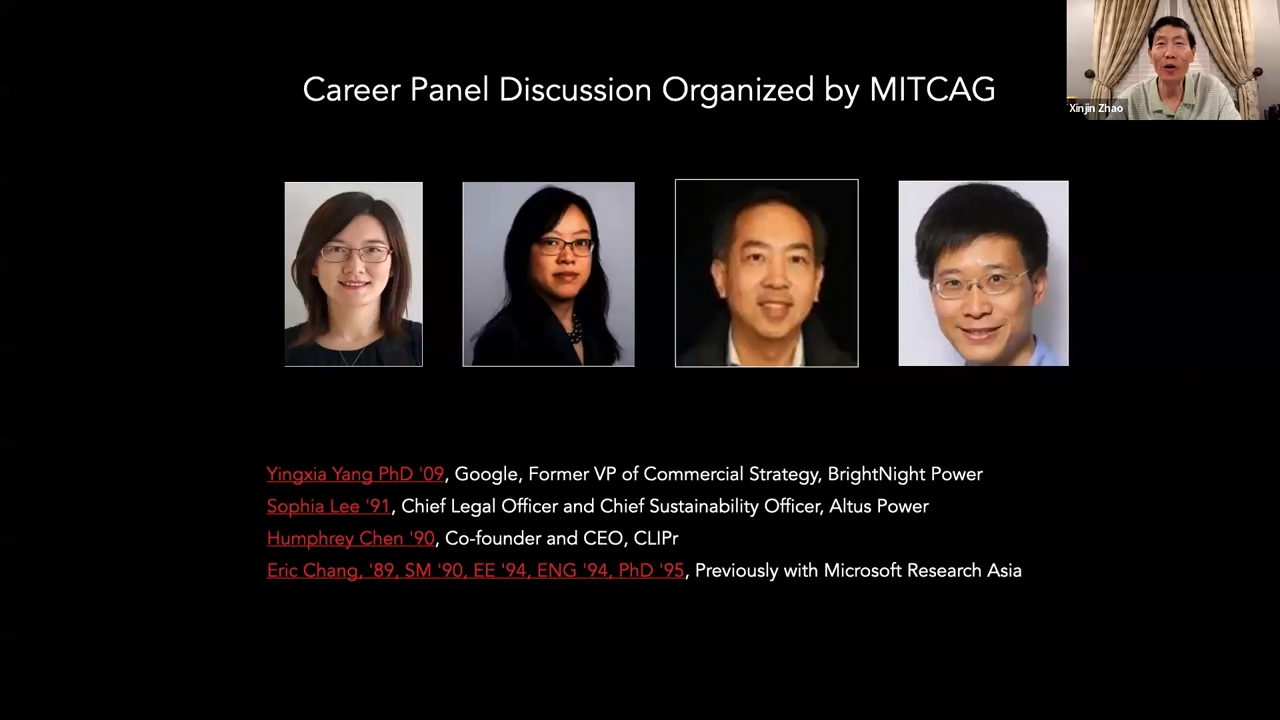 Career Panel Discussion Organized by MITCAG
Xinjin Zhao
Yingxia Yang PhD '09, Google, Former VP of Commercial Strategy, BrightNight Power
Sophia Lee '91, Chief Legal Officer and Chief Sustainability Officer, Altus Power
Humphrey Chen '90, Co-founder and CEO, CLIPr
Eric Chang, '89, SM '90, EE '94, ENG '94, PhD '95, Previously with Microsoft Research Asia